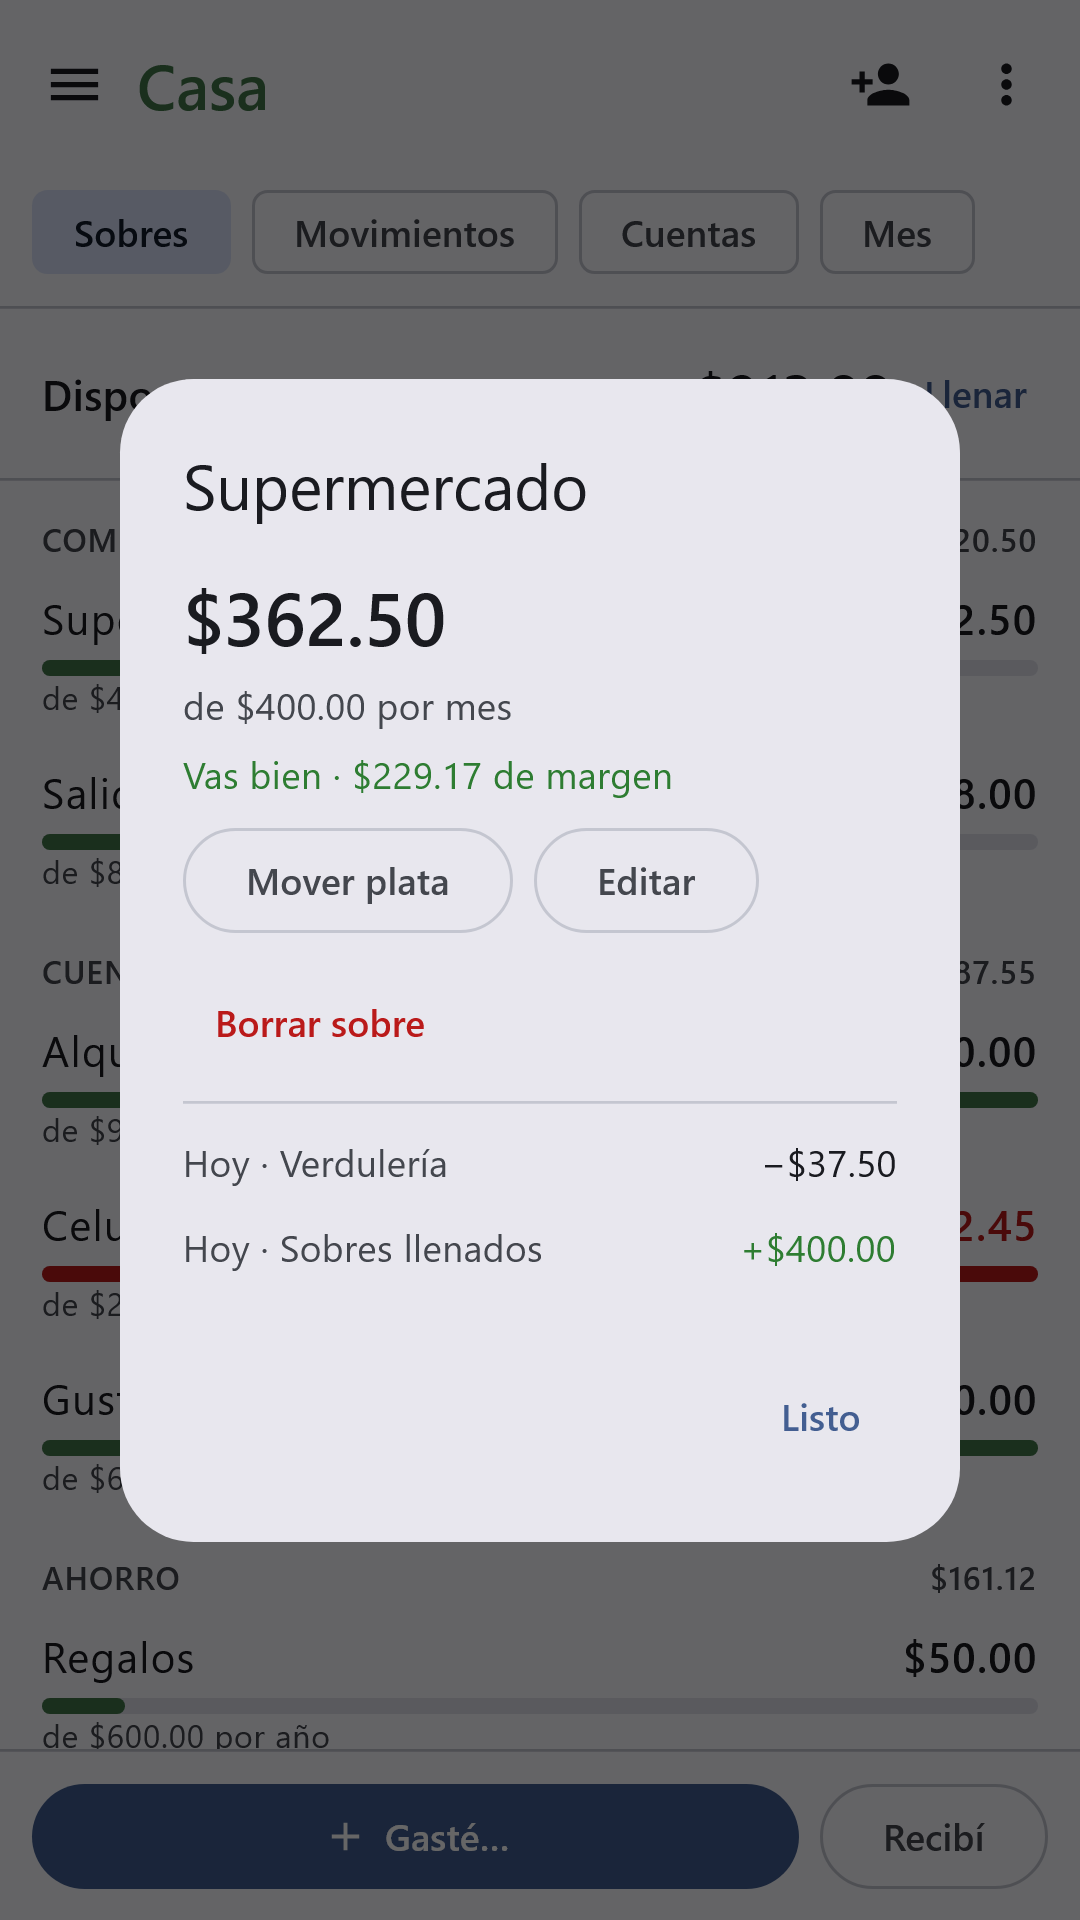 Casa
Sobres
Movimientos
Cuentas
Mes
Llenar
Supermercado
$362.50
de $400.00 por mes
Vas bien · $229.17 de margen
Mover plata
Editar
Borrar sobre
Hoy · Verdulería −$37.50
Hoy · Sobres llenados +$400.00
Listo
AHORRO $161.12
Regalos $50.00
de $600.00 por año
+ Gasté...
Recibí